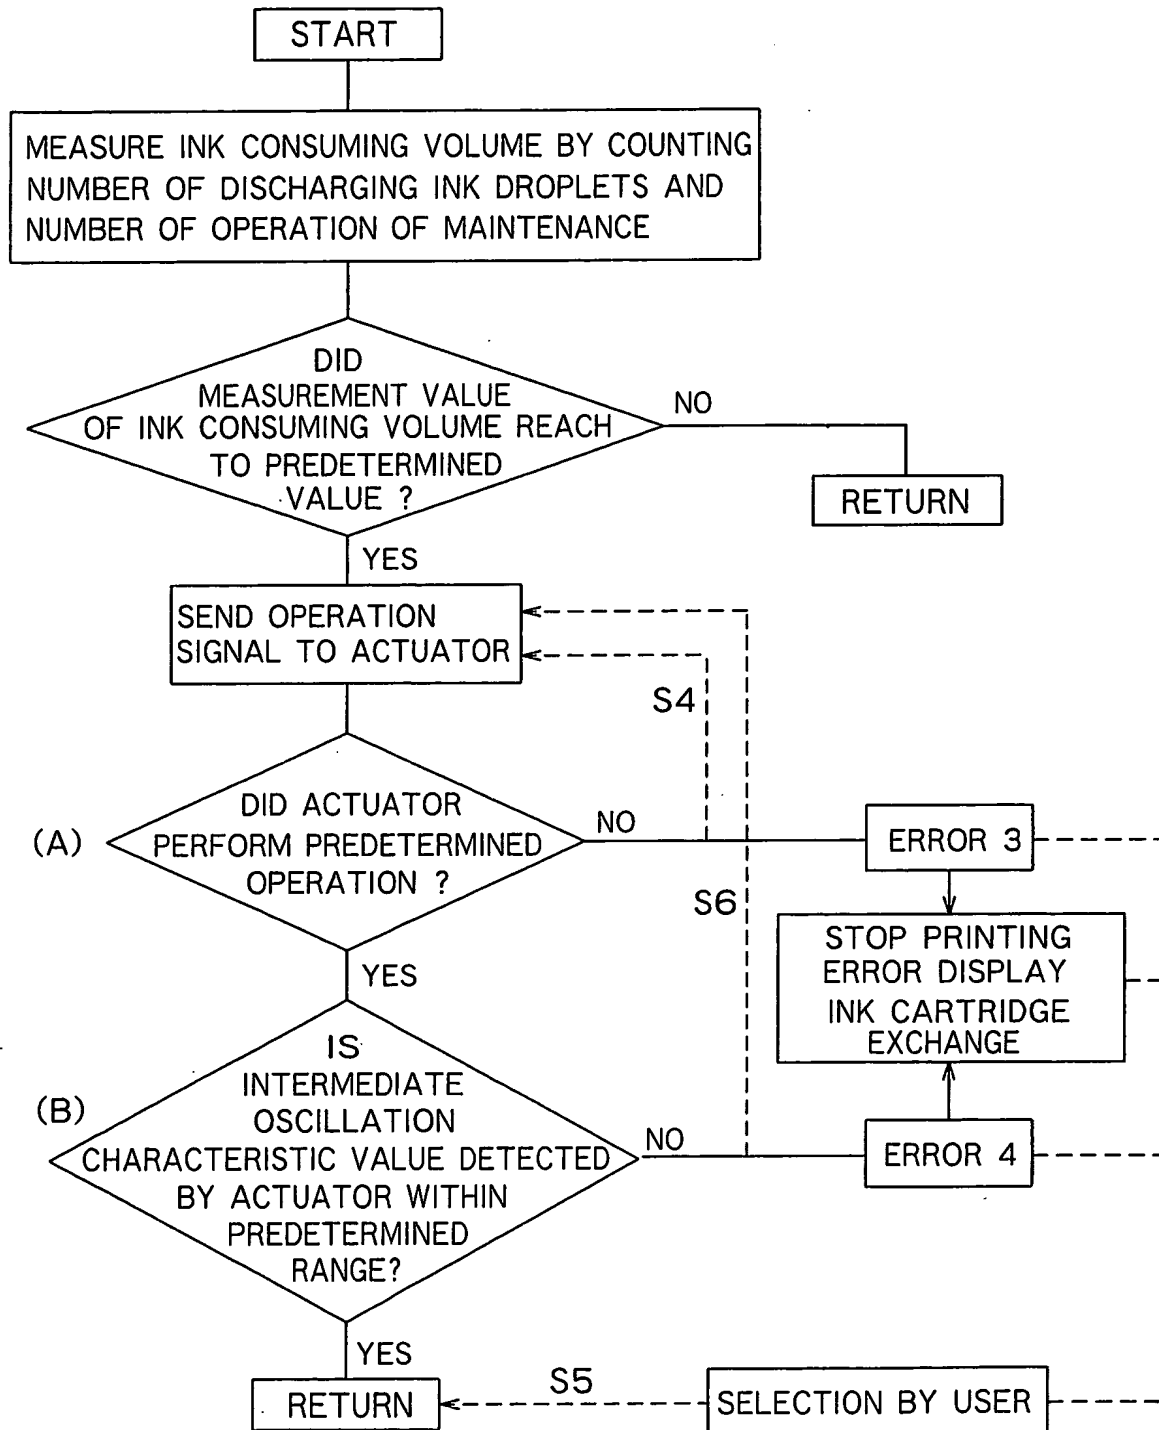 START
MEASURE INK CONSUMING VOLUME BY COUNTING
NUMBER OF DISCHARGING INK DROPLETS AND
NUMBER OF OPERATION OF MAINTENANCE
DID
MEASUREMENT VALUE
OF INK CONSUMING VOLUME REACH
TO PREDETERMINED
VALUE ?
NO
RETURN
YES
SEND OPERATION
SIGNAL TO ACTUATOR
S4
(A)
DID ACTUATOR
PERFORM PREDETERMINED
OPERATION ?
NO
ERROR 3
S6
STOP PRINTING
ERROR DISPLAY
INK CARTRIDGE
EXCHANGE
YES
(B)
IS
INTERMEDIATE
OSCILLATION
CHARACTERISTIC VALUE DETECTED
BY ACTUATOR WITHIN
PREDETERMINED
RANGE?
NO
ERROR 4
YES
RETURN
S5
SELECTION BY USER